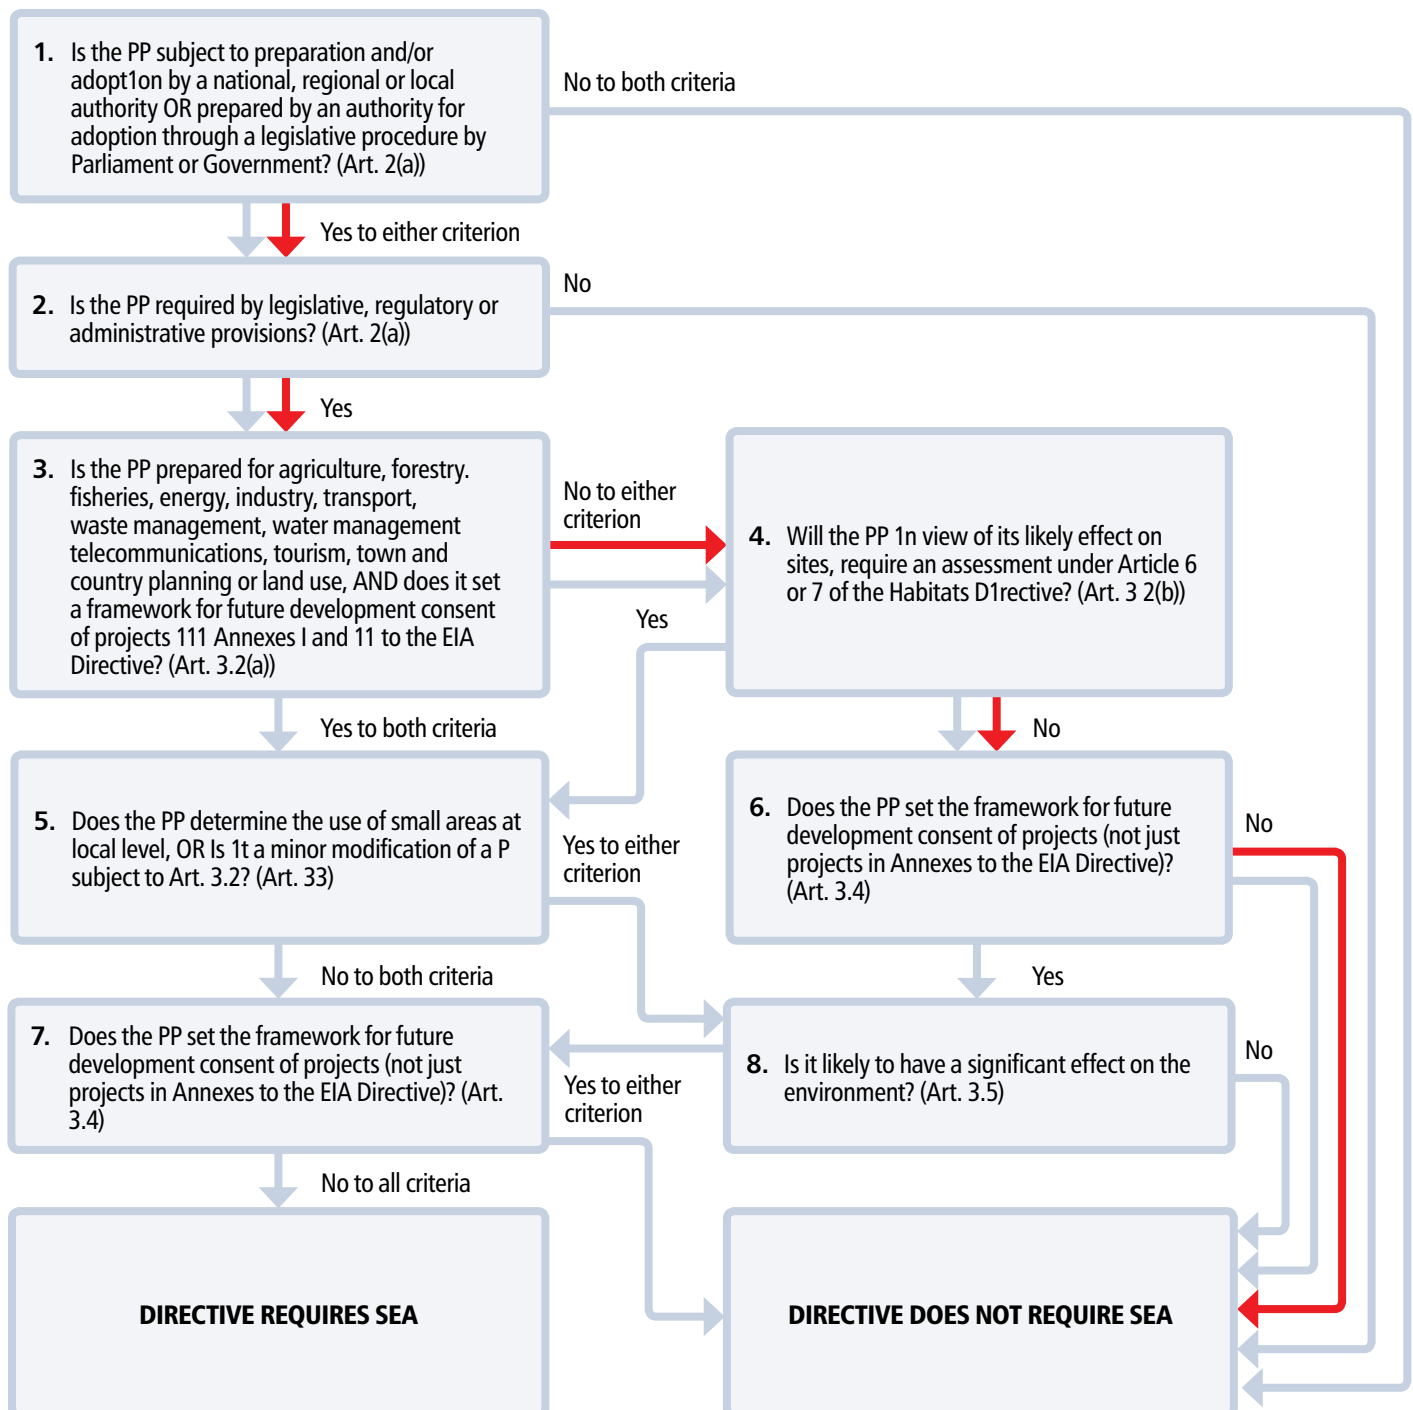 1. Is the PP subject to preparation and/or
adopt1on by a national, regional or local
authority OR prepared by an authority for
adoption through a legislative procedure by
Parliament or Government? (Art. 2(a))
No to both criteria
Yes to either criterion
2. Is the PP required by legislative, regulatory or
administrative provisions? (Art. 2(a))
No
Yes
3. Is the PP prepared for agriculture, forestry.
fisheries, energy, industry, transport,
waste management, water management
telecommunications, tourism, town and
country planning or land use, AND does it set
a framework for future development consent
of projects 111 Annexes I and 11 to the EIA
Directive? (Art. 3.2(a))
No to either
criterion
4. Will the PP 1n view of its likely effect on
sites, require an assessment under Article 6
or 7 of the Habitats D1rective? (Art. 3 2(b))
Yes
Yes to both criteria
No
5. Does the PP determine the use of small areas at
local level, OR Is 1t a minor modification of a P
subject to Art. 3.2? (Art. 33)
Yes to either
criterion
6. Does the PP set the framework for future
development consent of projects (not just
projects in Annexes to the EIA Directive)?
(Art. 3.4)
No
No to both criteria
Yes
7. Does the PP set the framework for future
development consent of projects (not just
projects in Annexes to the EIA Directive)? (Art.
3.4)
Yes to either
criterion
8. Is it likely to have a significant effect on the
environment? (Art. 3.5)
No
No to all criteria
DIRECTIVE REQUIRES SEA
DIRECTIVE DOES NOT REQUIRE SEA